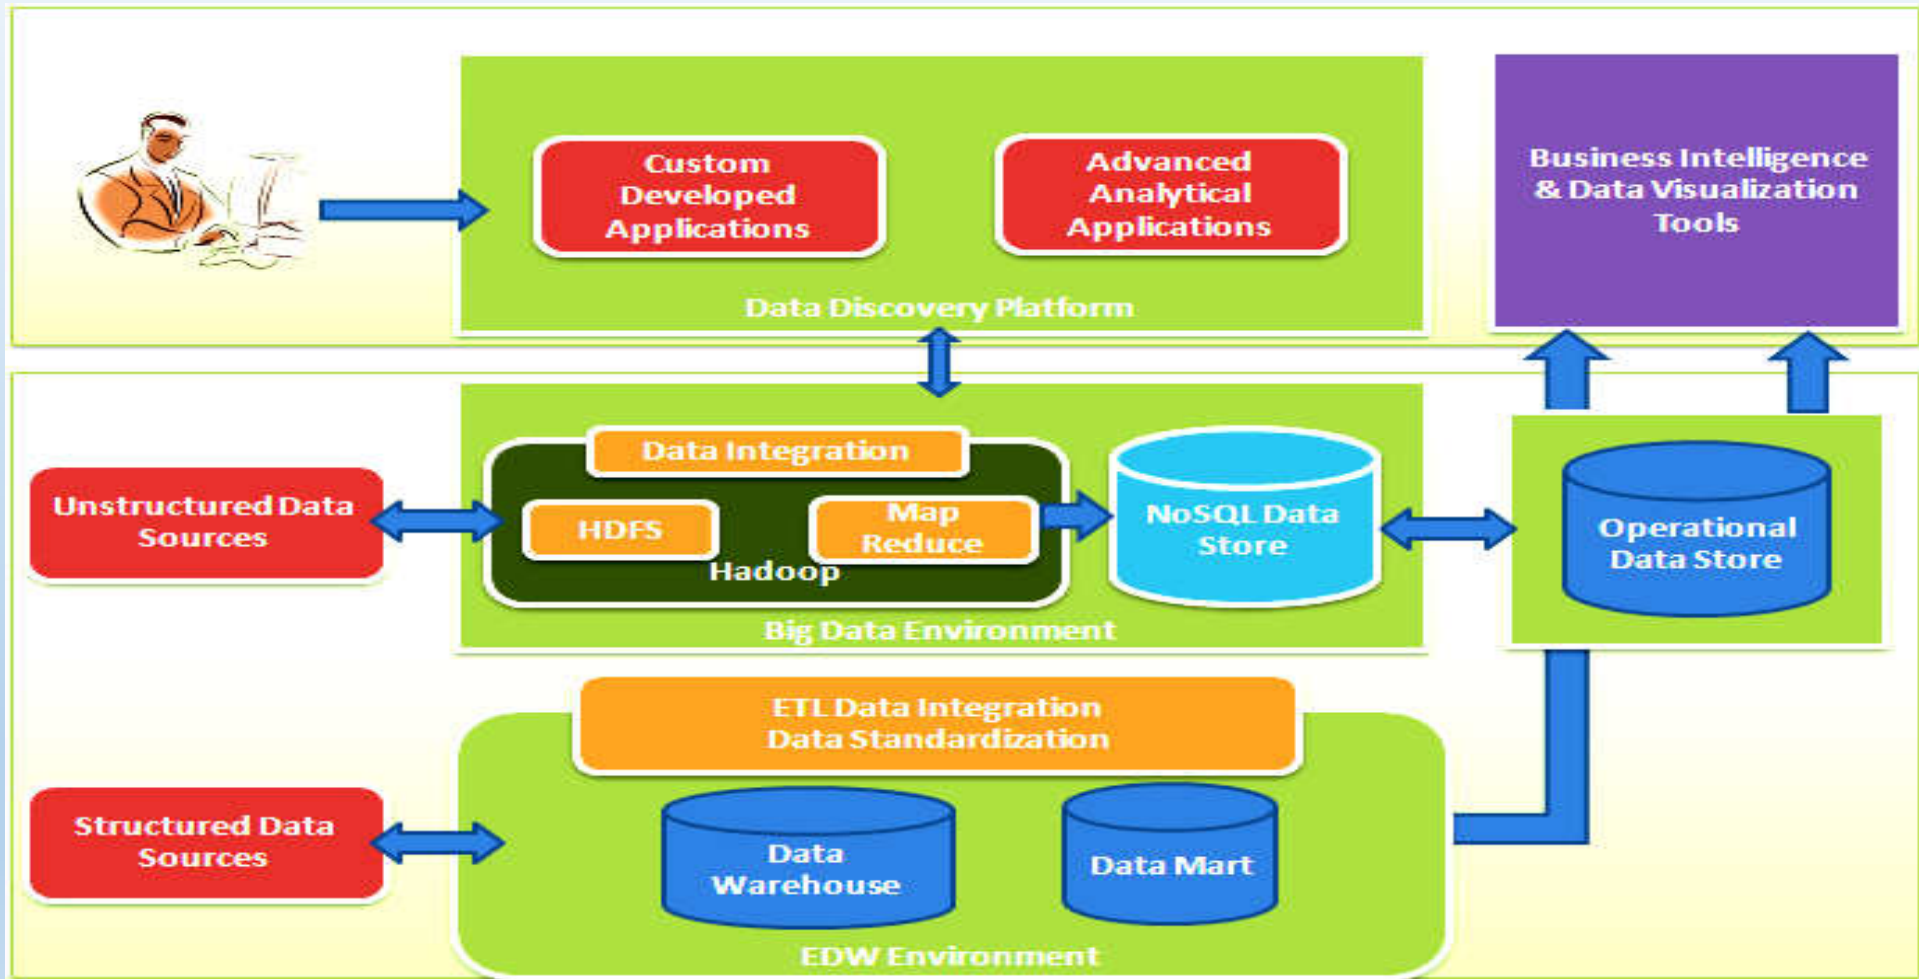 Custom
Developed
Applications
Advanced
Analytical
Applications
Data Discovery Platform
Business Intelligence
& Data Visualization
Tools
Unstructured Data
Sources
Data Integration
HDFS
Map
Reduce
Hadoop
NoSQL Data
Store
Big Data Environment
Operational
Data Store
ETL Data Integration
Data Standardization
Structured Data
Sources
Data
Warehouse
Data Mart
EDW Environment